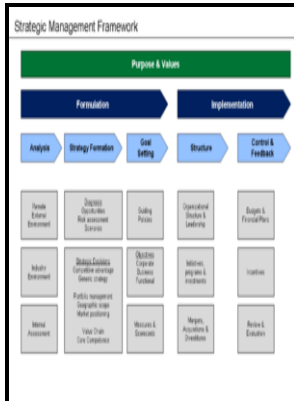 Strategic Management Framework
Purpose & Values
Formulation
Implementation
Analysis
Strategy Formation
Goal
Setting
Structure
Control &
Feedback
Remote
External
Environment
Industry
Environment
Internal
Assessment
Diagnosis
Opportunities
Risk assessment
Scenarios
Strategic Decisions
Competitive advantage
Generic strategy
Portfolio management
Geographic scope
Market positioning
Value Chain
Core Competence
Guiding
Policies
Objectives
Corporate
Business
Functional
Measures &
Scorecards
Organizational
Structure &
Leadership
Initiatives,
programs &
investments
Mergers,
Acquisitions &
Divestitures
Budgets &
Financial Plans
Incentives
Review &
Evaluation